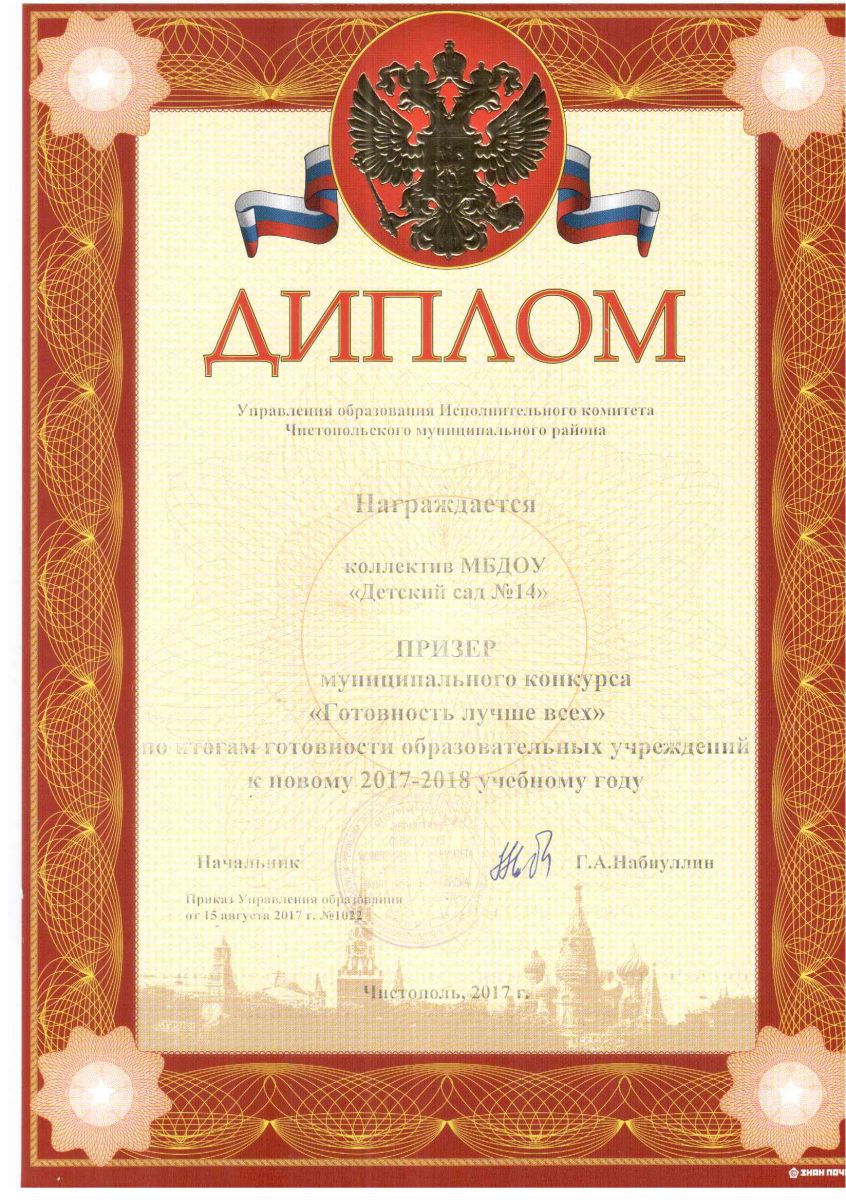 ДИПЛОМ
Управления образования Исполнительного комитета
Чистопольского муниципального района
Награждается
коллектив МБДОУ
«Детский сад №14»
ПРИЗЕР
муниципального конкурса
«Готовность лучше всех»
по итогам готовности образовательных учреждений
к новому 2017-2018 учебному году
Начальник Г.А.Набиуллин
Приказ Управления образования
от 15 августа 2017 г. №1022
Чистополь, 2017 г.